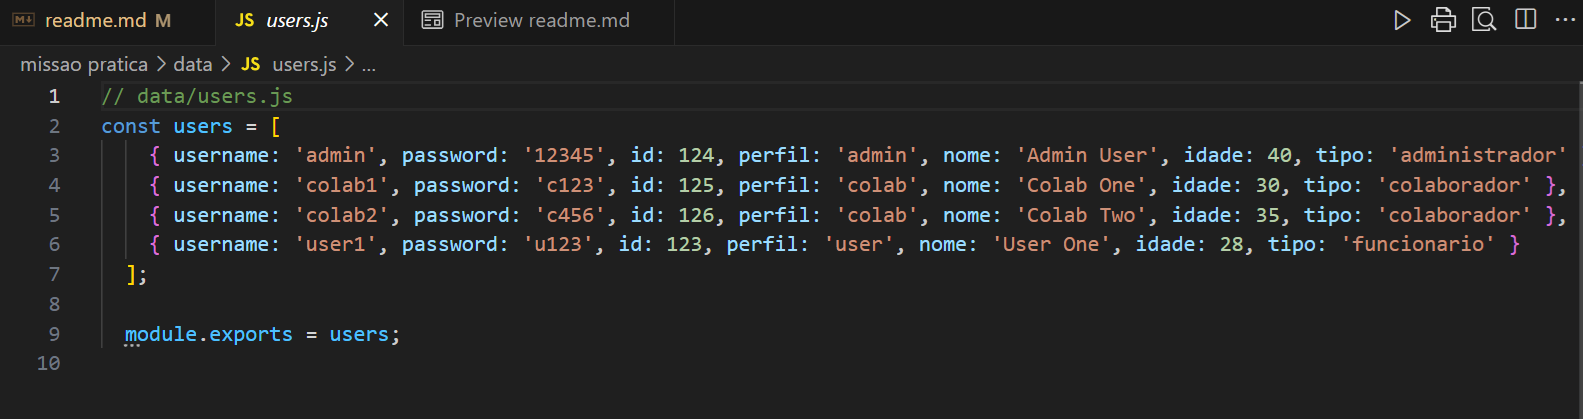 readme.md M JS users.js Preview readme.md
missao pratica > data > JS users.js > ...
1 // data/users.js
2 const users = [
3 { username: 'admin', password: '12345', id: 124, perfil: 'admin', nome: 'Admin User', idade: 40, tipo: 'administrador'
4 { username: 'colab1', password: 'c123', id: 125, perfil: 'colab', nome: 'Colab One', idade: 30, tipo: 'colaborador' },
5 { username: 'colab2', password: 'c456', id: 126, perfil: 'colab', nome: 'Colab Two', idade: 35, tipo: 'colaborador' },
6 { username: 'user1', password: 'u123', id: 123, perfil: 'user', nome: 'User One', idade: 28, tipo: 'funcionario' }
7 ];
8
9 module.exports = users;
10